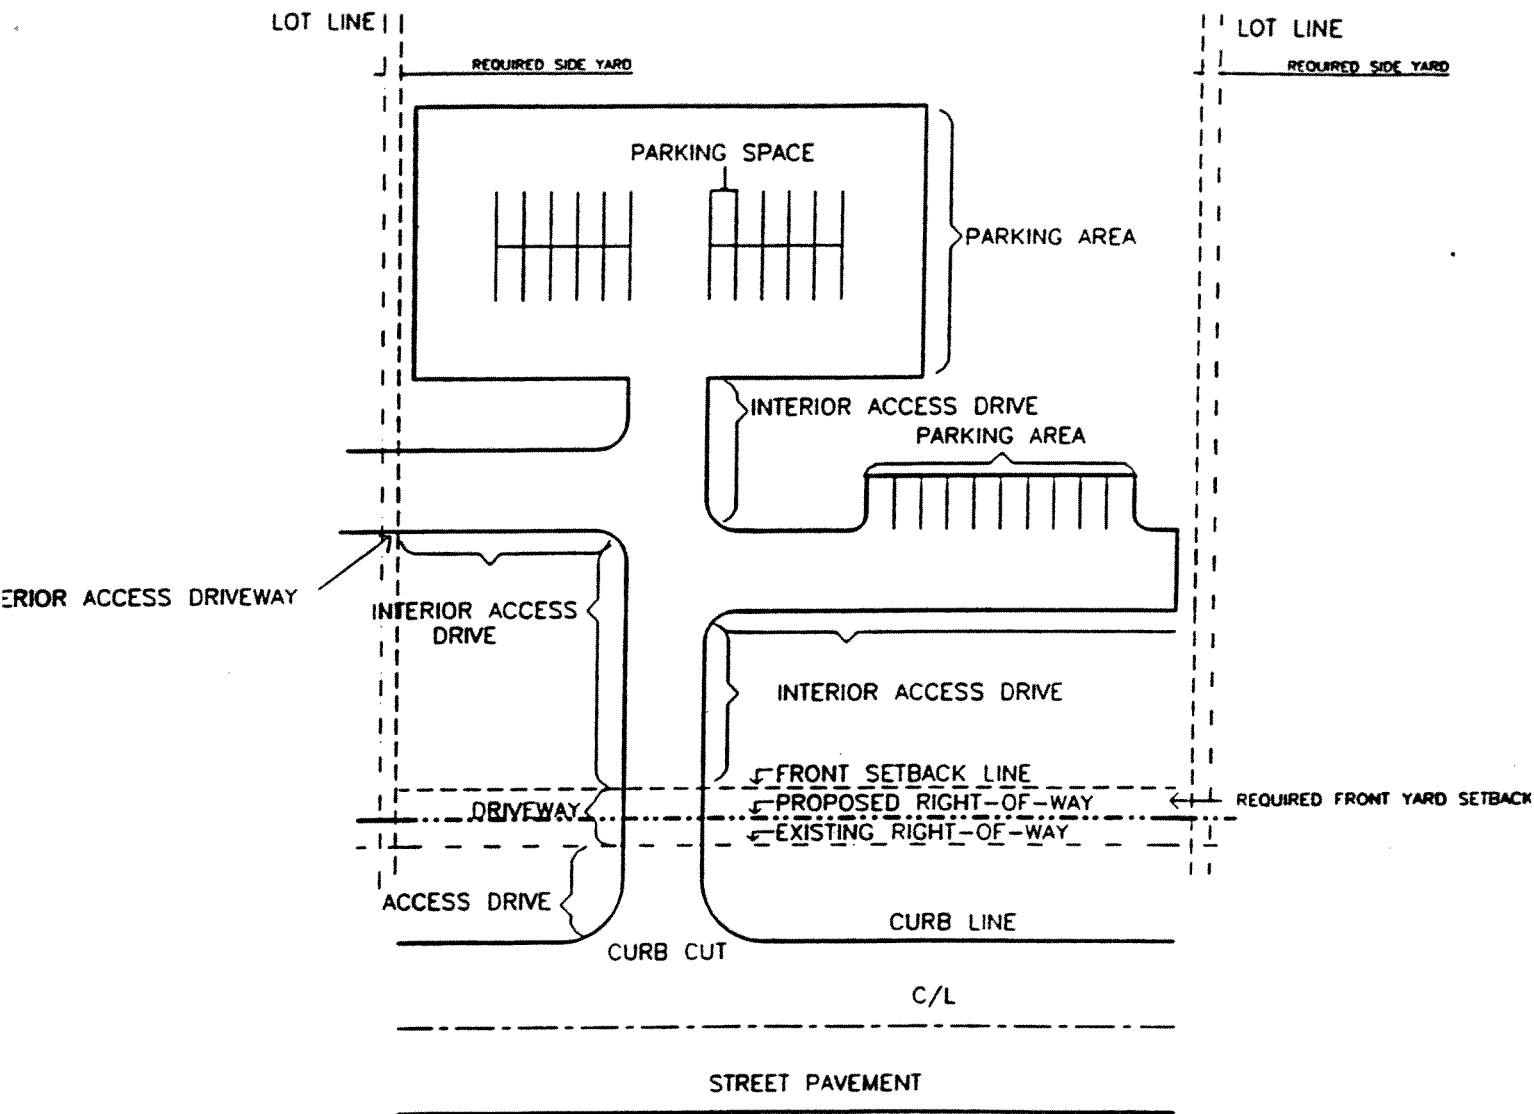 LOT LINE
LOT LINE
REQUIRED SIDE YARD
REQUIRED SIDE YARD
PARKING SPACE
PARKING AREA
INTERIOR ACCESS DRIVE
PARKING AREA
ERIOR ACCESS DRIVEWAY
INTERIOR ACCESS
DRIVE
INTERIOR ACCESS DRIVE
FRONT SETBACK LINE
DRIVEWAY
PROPOSED RIGHT-OF-WAY
REQUIRED FRONT YARD SETBACK
EXISTING RIGHT-OF-WAY
ACCESS DRIVE
CURB LINE
CURB CUT
C/L
STREET PAVEMENT